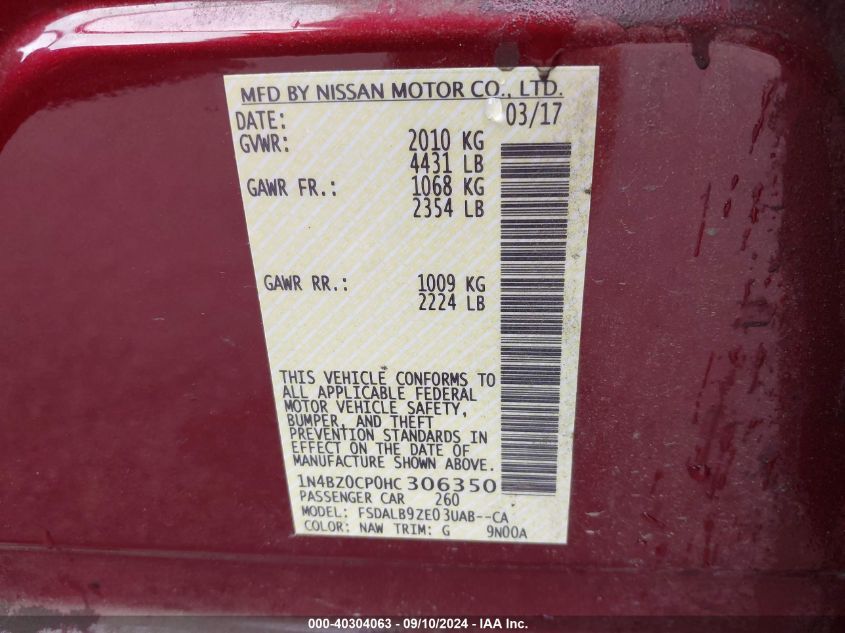 MFD BY NISSAN MOTOR CO., LTD.
DATE: 03/17
GVWR: 2010 KG
4431 LB
GAWR FR.: 1068 KG
2354 LB
GAWR RR.: 1009 KG
2224 LB
THIS VEHICLE CONFORMS TO
ALL APPLICABLE FEDERAL
MOTOR VEHICLE SAFETY,
BUMPER, AND THEFT
PREVENTION STANDARDS IN
EFFECT ON THE DATE OF
MANUFACTURE SHOWN ABOVE.
1N4BZ0CP0HC 306350
PASSENGER CAR 260
MODEL: FSDALB9ZE03UAB--CA
COLOR: NAW TRIM: G 9N00A
000-40304063 - 09/10/2024 - IAA Inc.